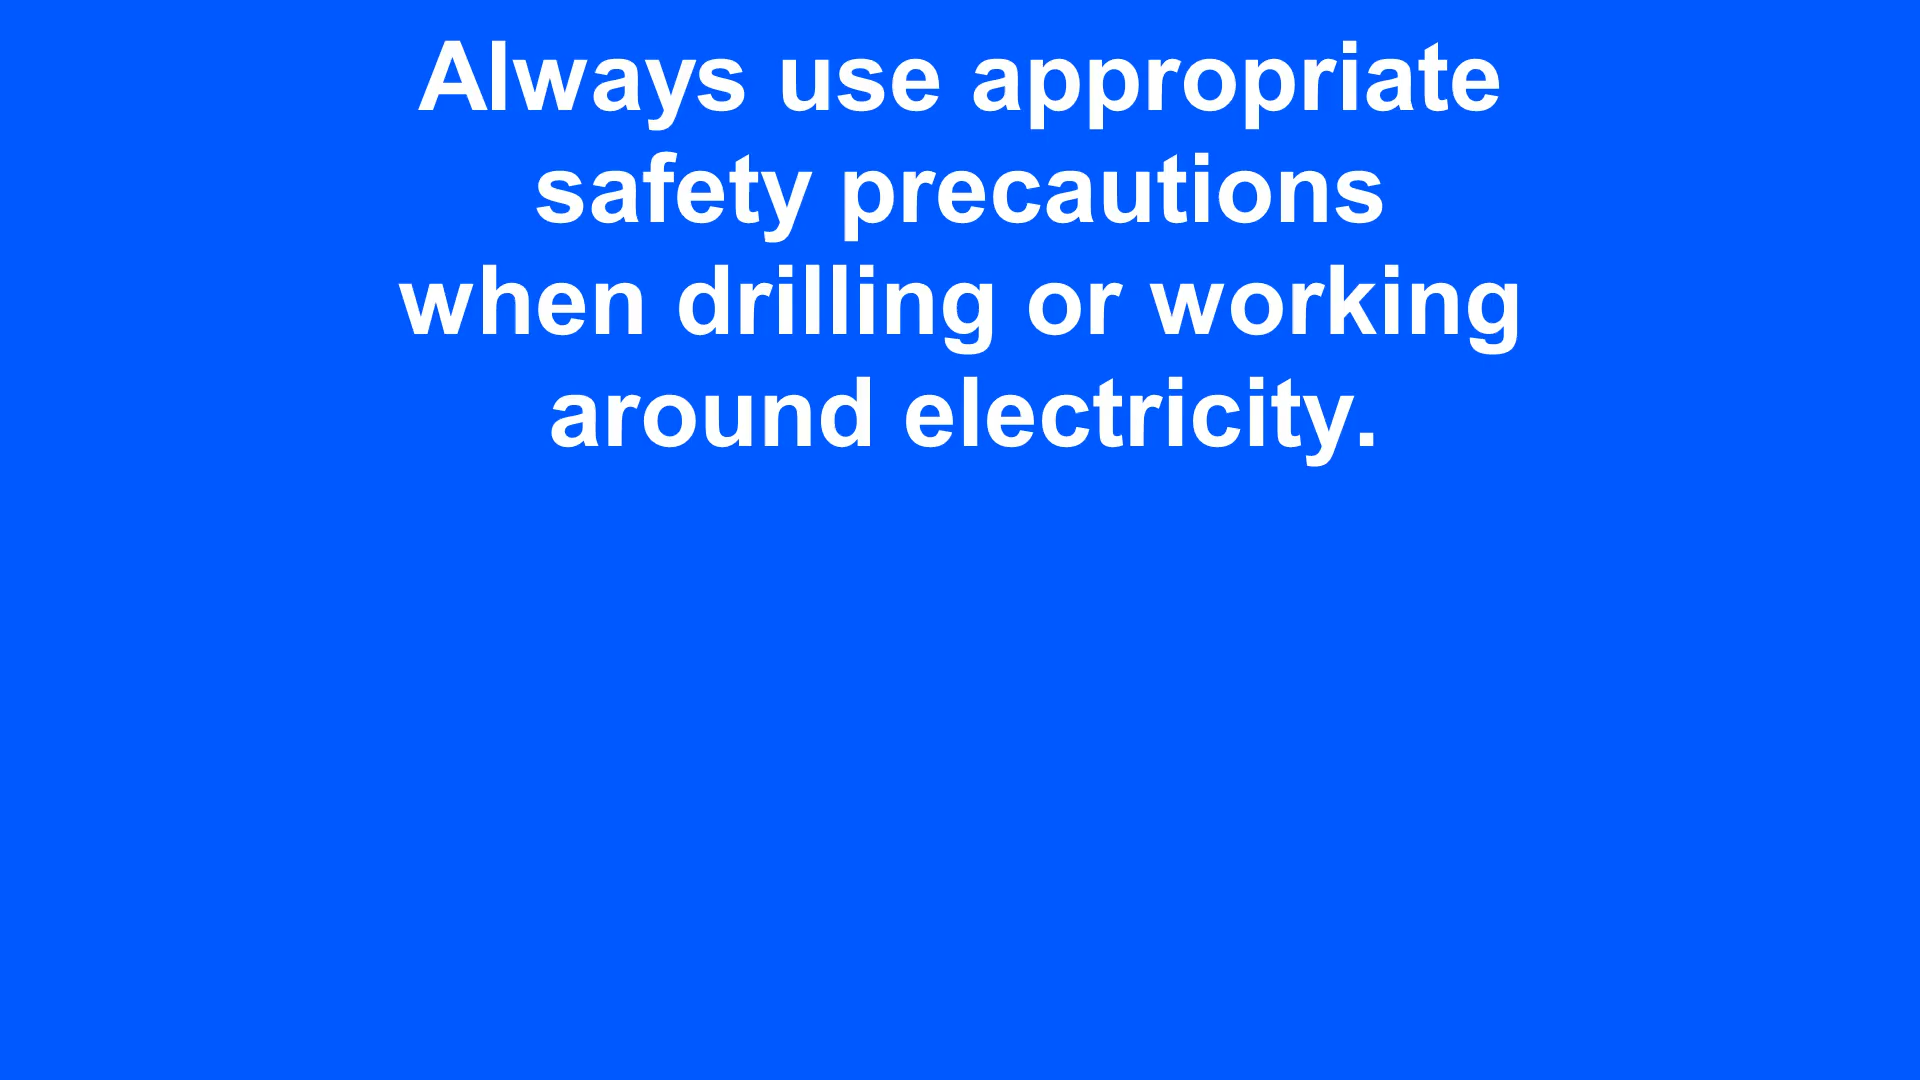 Always use appropriate
safety precautions
when drilling or working
around electricity.